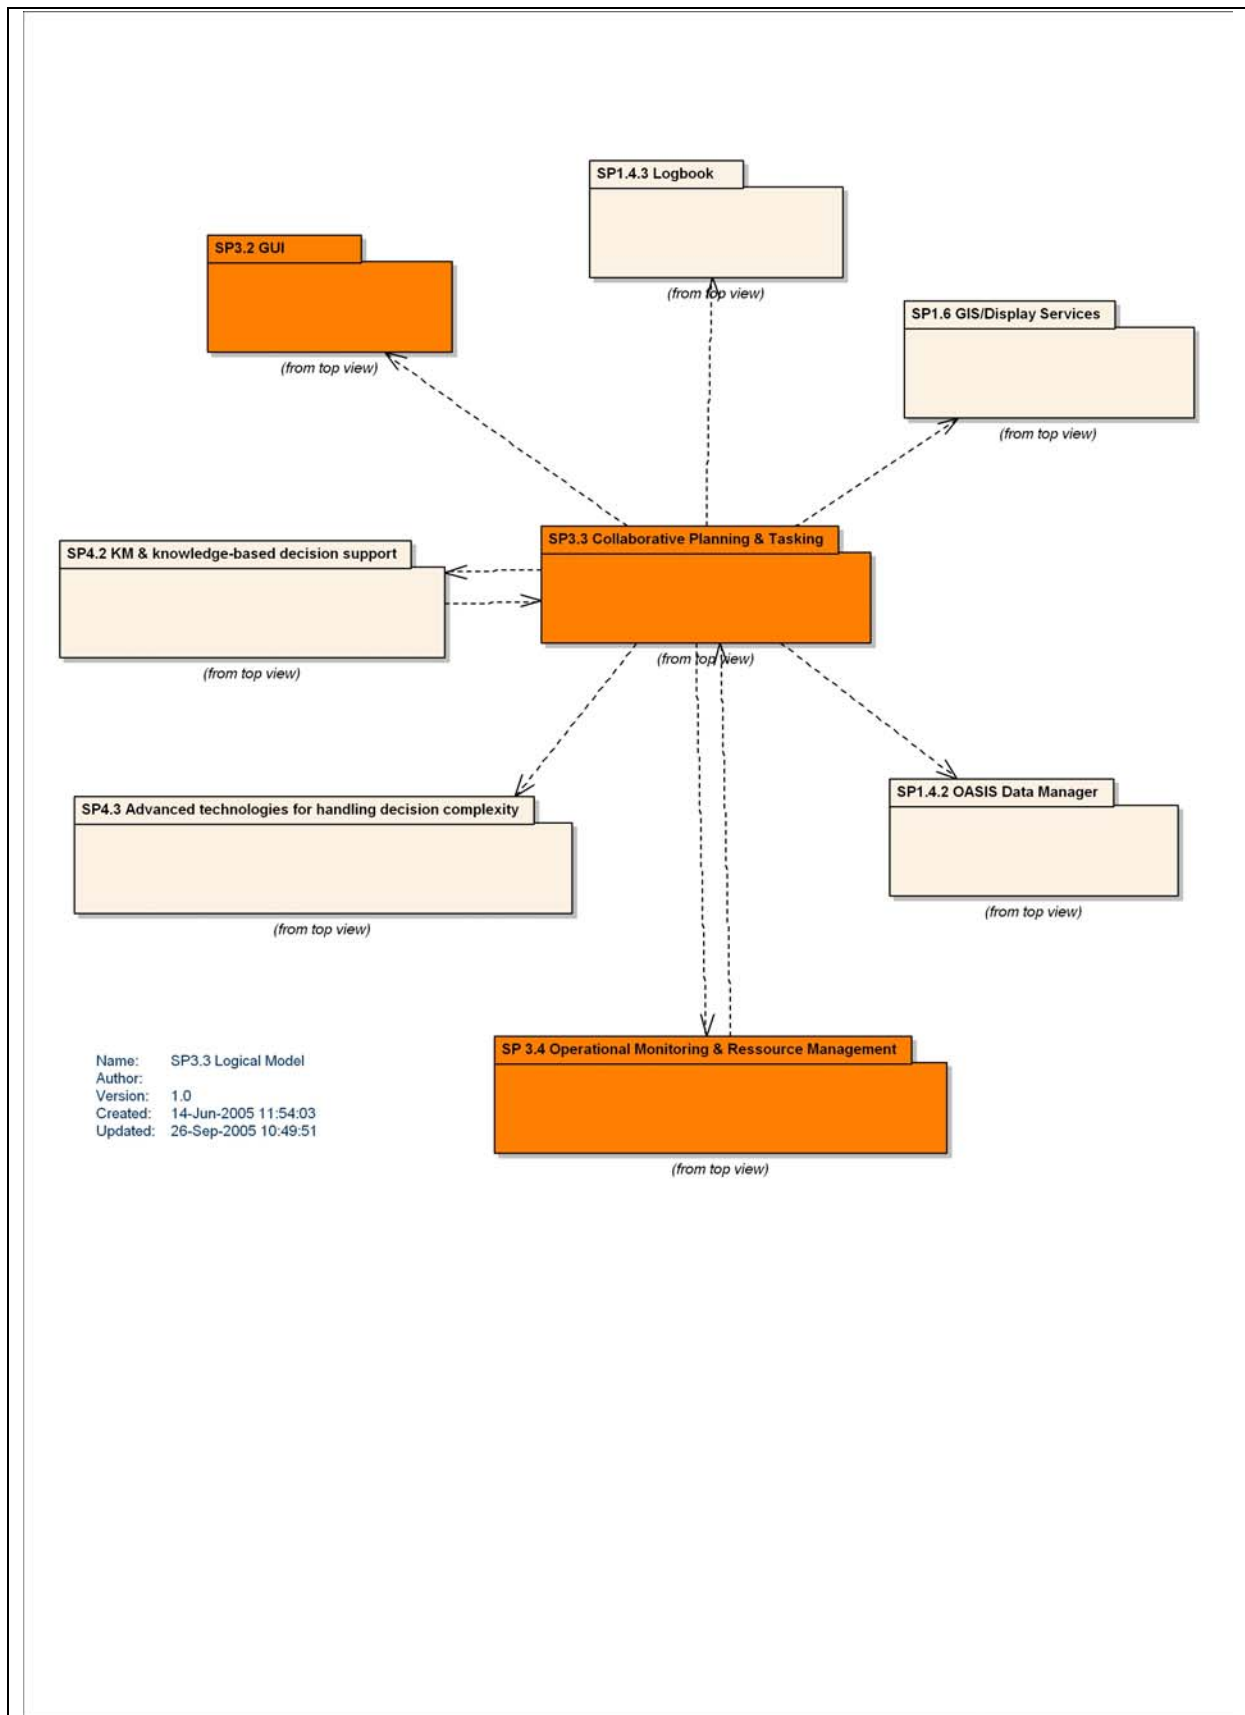 SP1.4.3 Logbook
(from top view)
SP3.2 GUI
(from top view)
SP1.6 GIS/Display Services
(from top view)
SP3.3 Collaborative Planning & Tasking
(from top view)
SP4.2 KM & knowledge-based decision support
(from top view)
SP4.3 Advanced technologies for handling decision complexity
(from top view)
SP1.4.2 OASIS Data Manager
(from top view)
SP 3.4 Operational Monitoring & Ressource Management
(from top view)
Name: SP3.3 Logical Model
Author:
Version: 1.0
Created: 14-Jun-2005 11:54:03
Updated: 26-Sep-2005 10:49:51